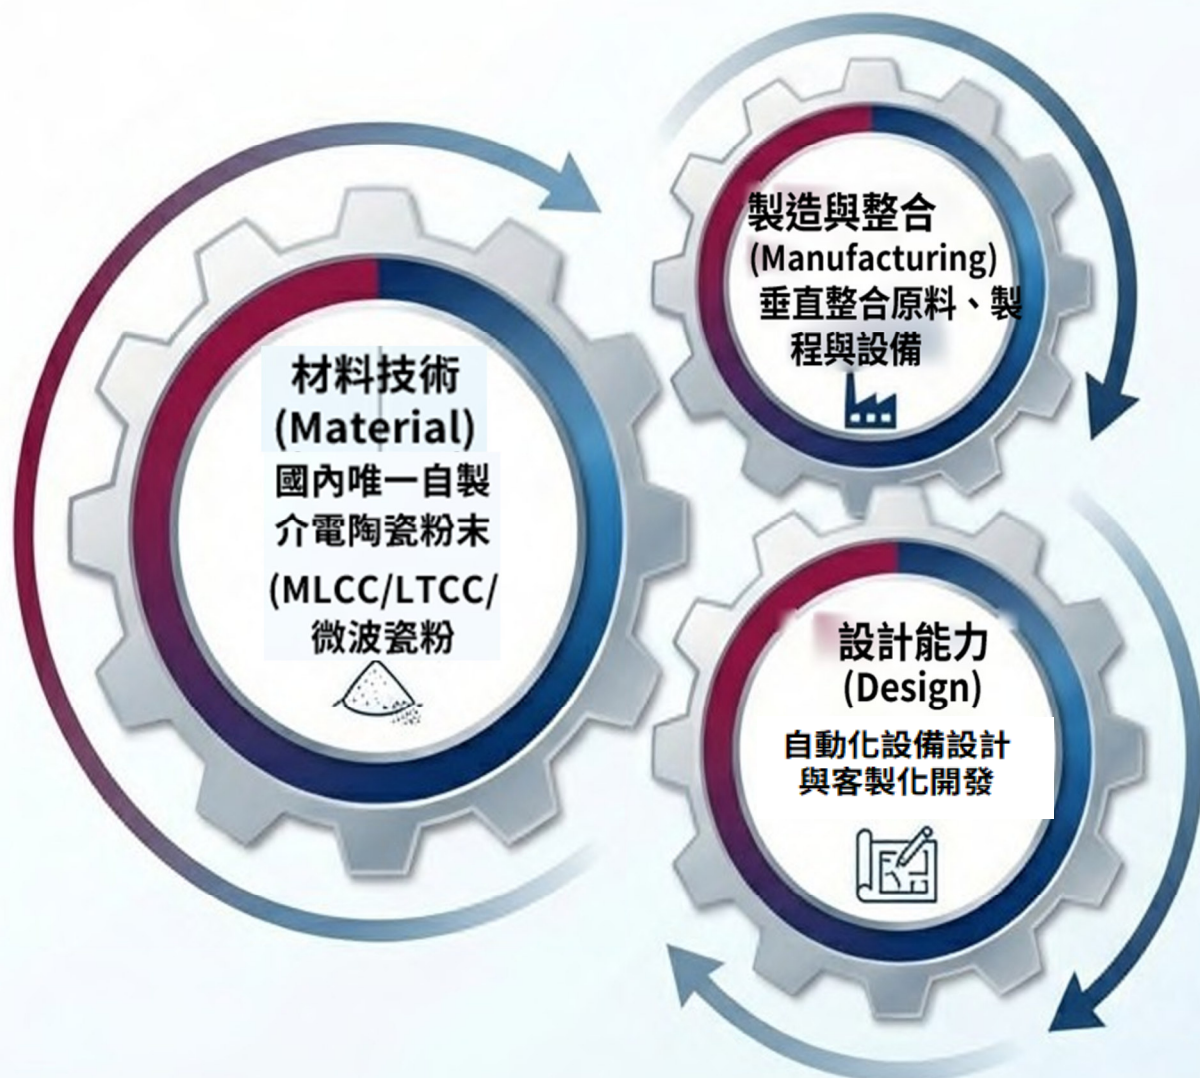 材料技術
(Material)
國內唯一自製
介電陶瓷粉末
(MLCC/LTCC/
微波瓷粉
製造與整合
(Manufacturing)
垂直整合原料、製
程與設備
設計能力
(Design)
自動化設備設計
與客製化開發